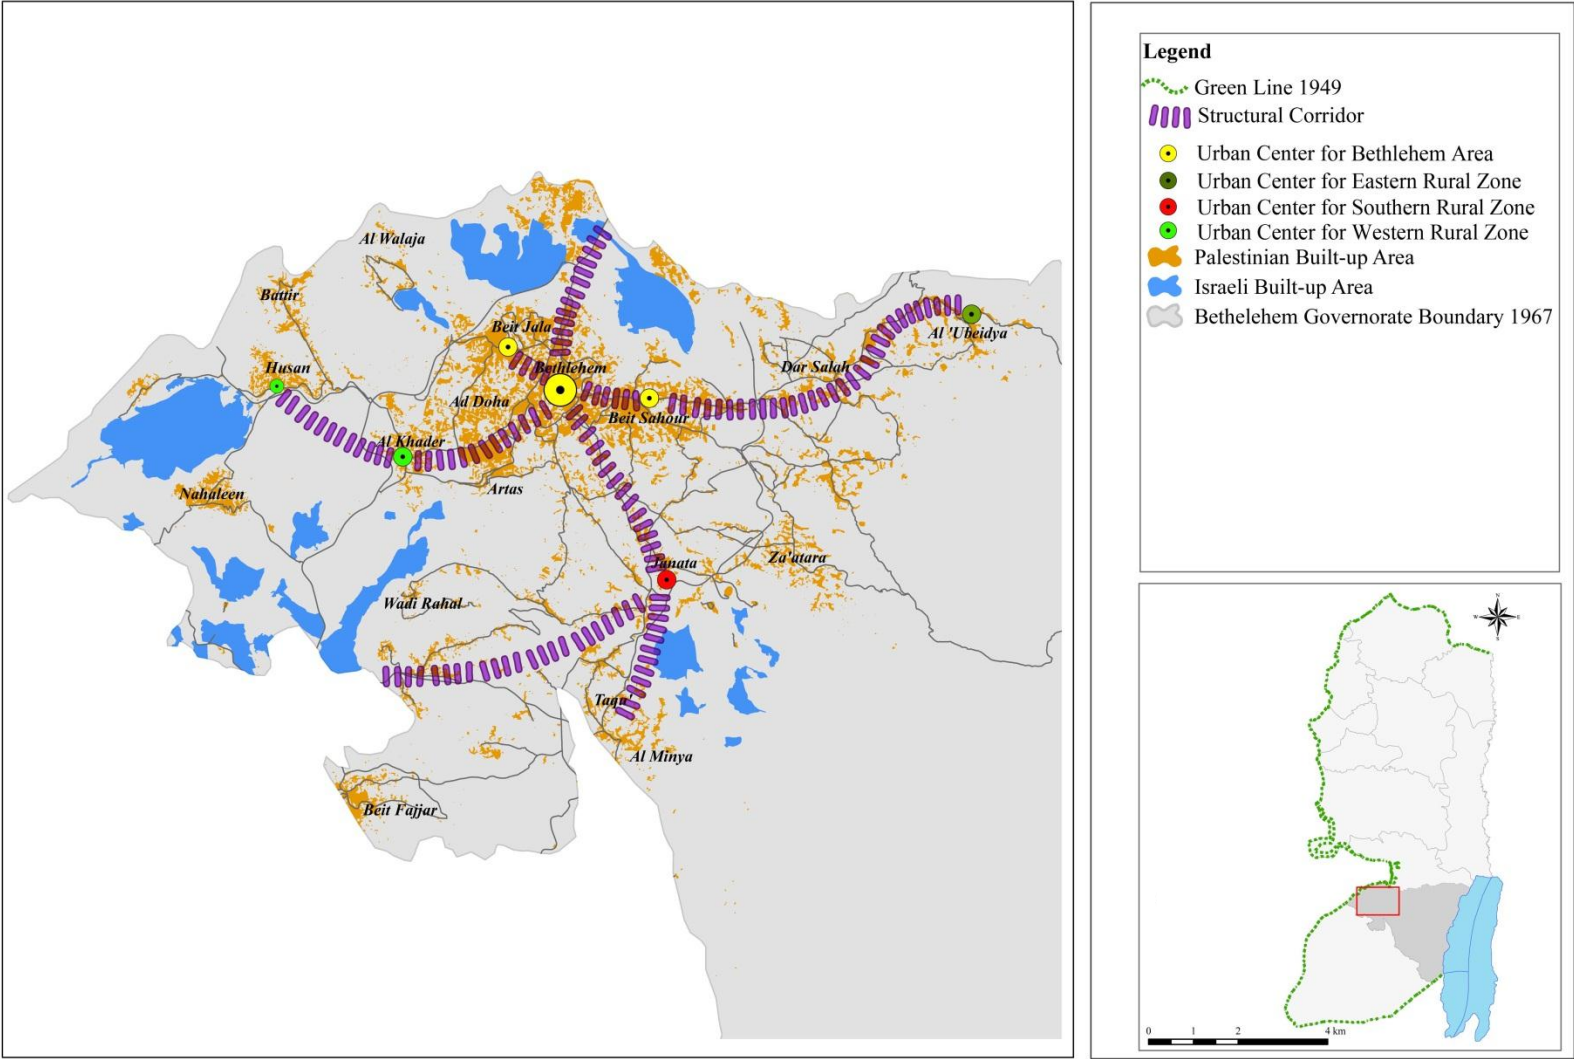 Al Walaja
Battir
Beit Jala
Al 'Ubeidya
Husan
Bethlehem
Dar Salah
Ad Doha
Beit Sahour
Al Khader
Nahaleen
Artas
Za'atara
Janata
Wadi Rahal
Taqu'
Al Minya
Beit Fajjar
Legend
Green Line 1949
Structural Corridor
Urban Center for Bethlehem Area
Urban Center for Eastern Rural Zone
Urban Center for Southern Rural Zone
Urban Center for Western Rural Zone
Palestinian Built-up Area
Israeli Built-up Area
Bethelehem Governorate Boundary 1967
N
W E
S
0 1 2 4 km